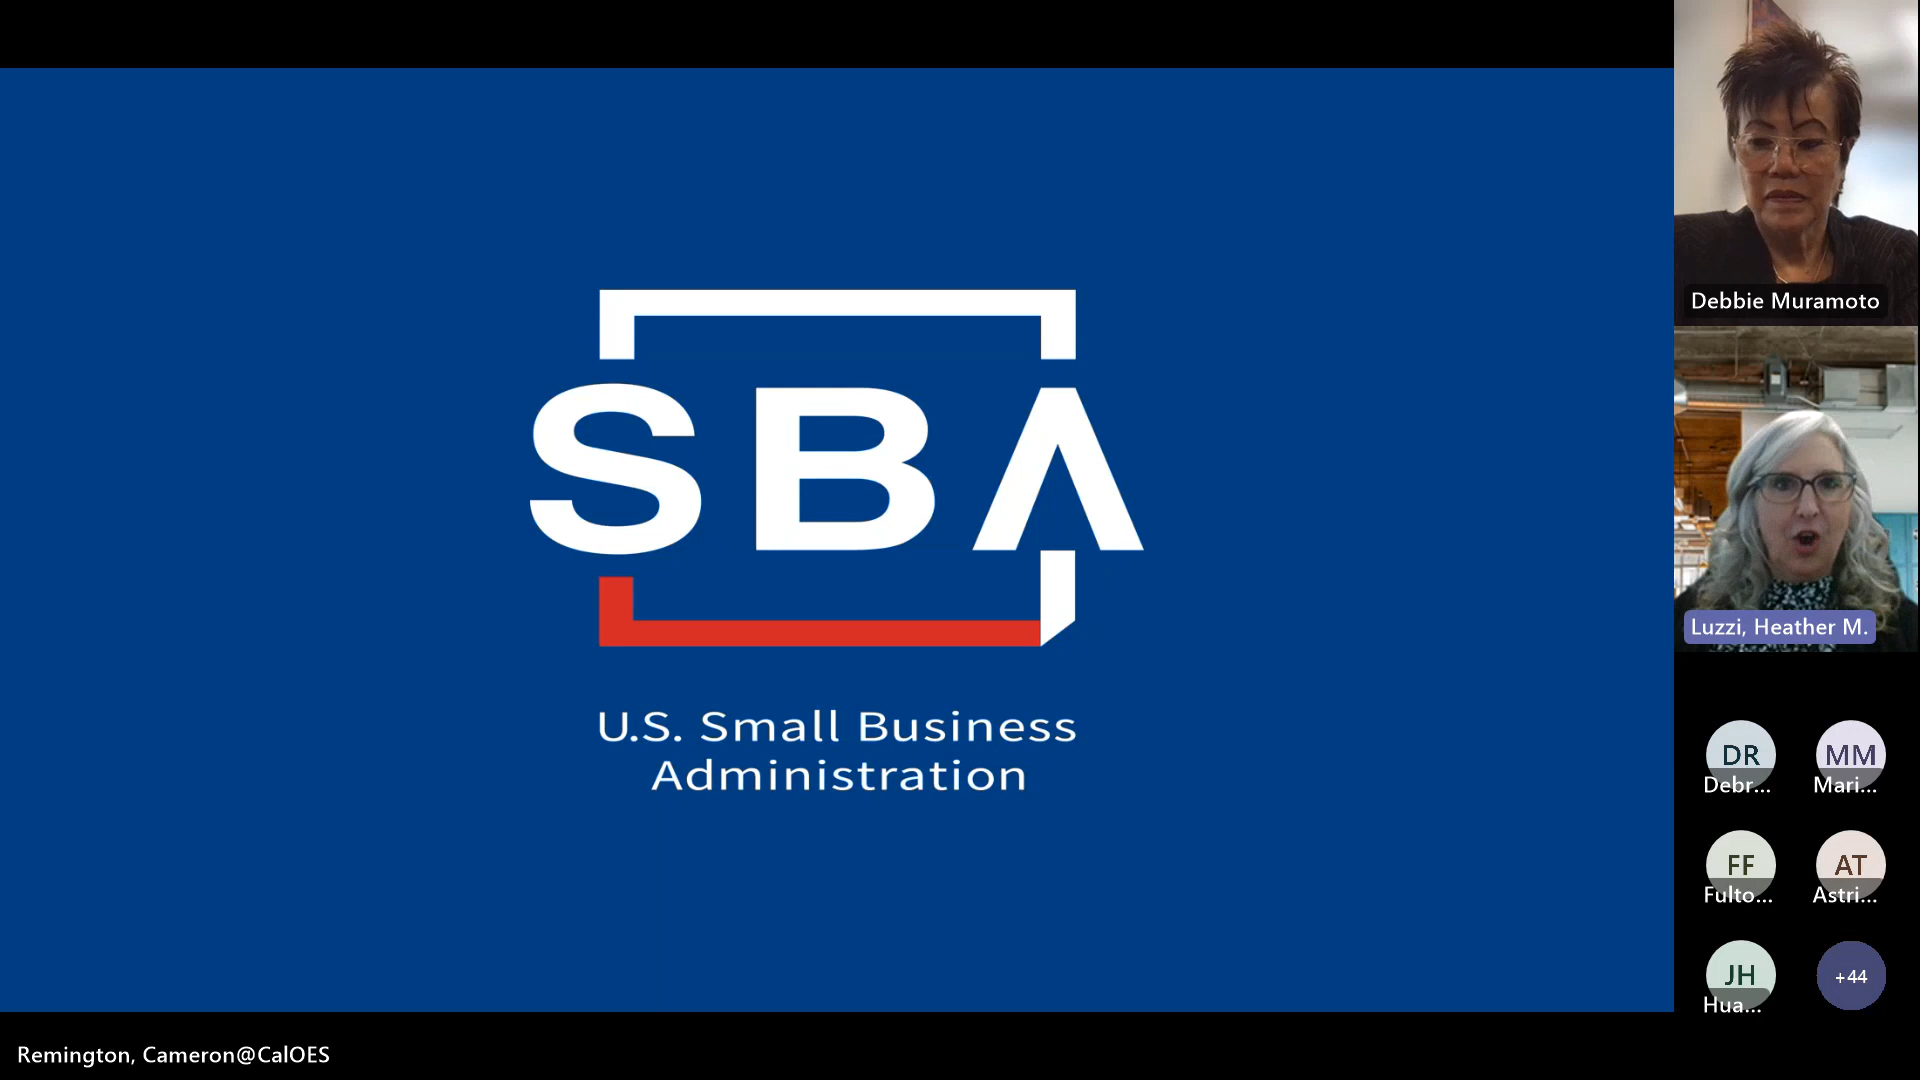 SBA
U.S. Small Business
Administration
Debbie Muramoto
Luzzi, Heather M.
DR
Debr...
MM
Mari...
FF
Fulto...
AT
Astri...
JH
Hua...
+44
Remington, Cameron@CalOES